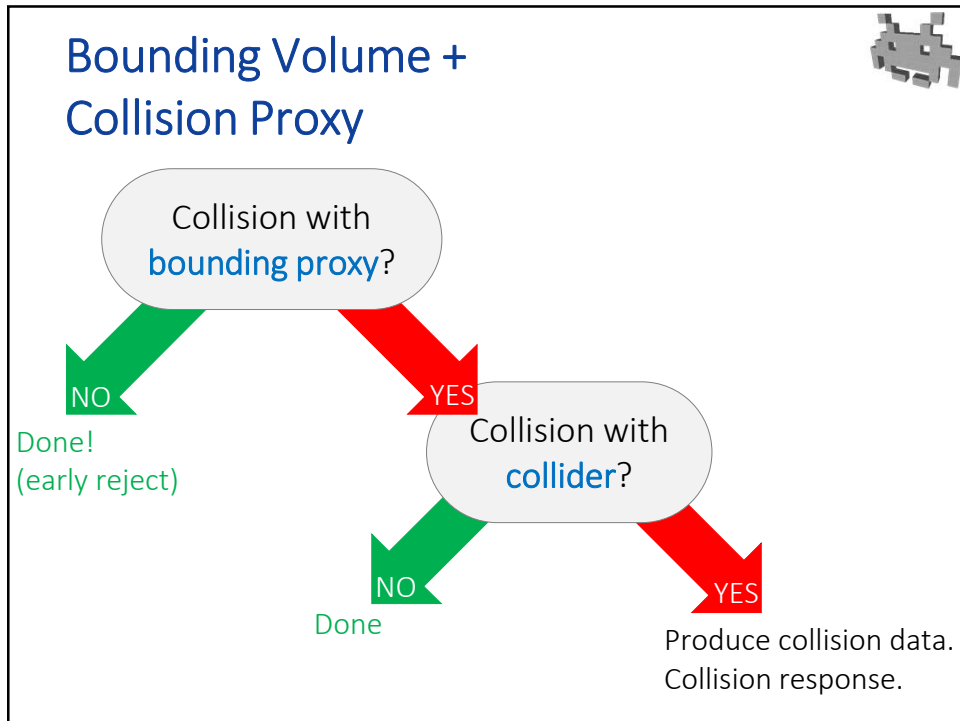 Bounding Volume +
Collision Proxy
Collision with
bounding proxy?
NO
YES
Done!
(early reject)
Collision with
collider?
NO
YES
Done
Produce collision data.
Collision response.